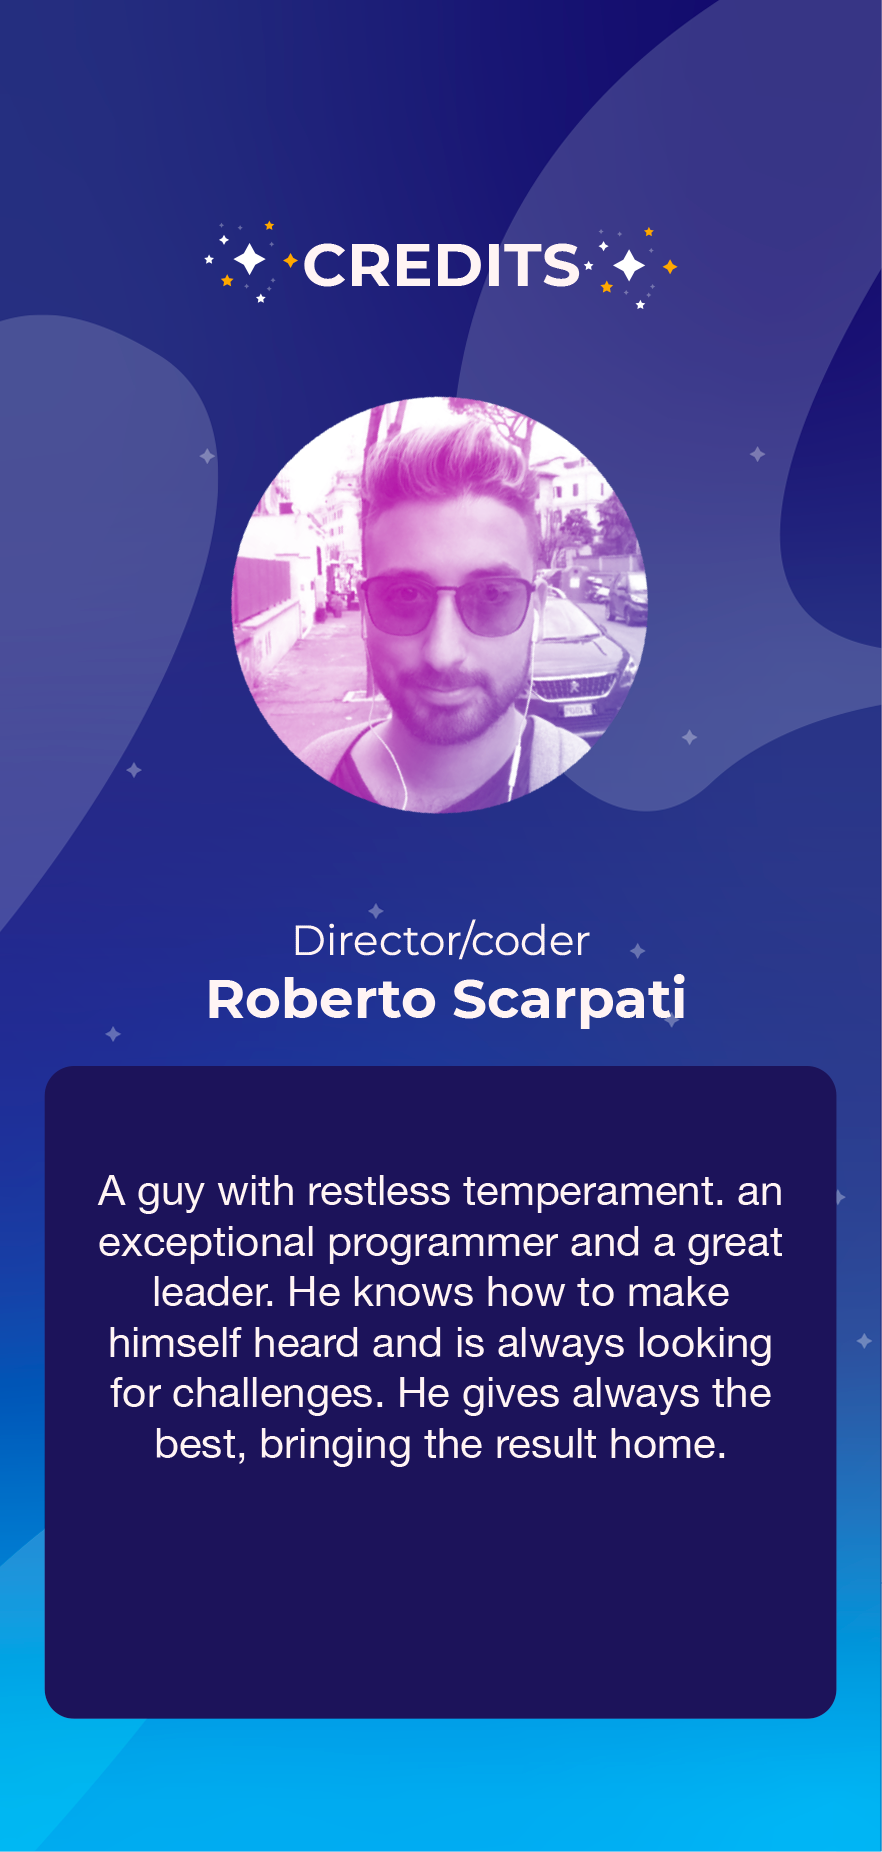 CREDITS
Director/coder
Roberto Scarpati
A guy with restless temperament. an
exceptional programmer and a great
leader. He knows how to make
himself heard and is always looking
for challenges. He gives always the
best, bringing the result home.